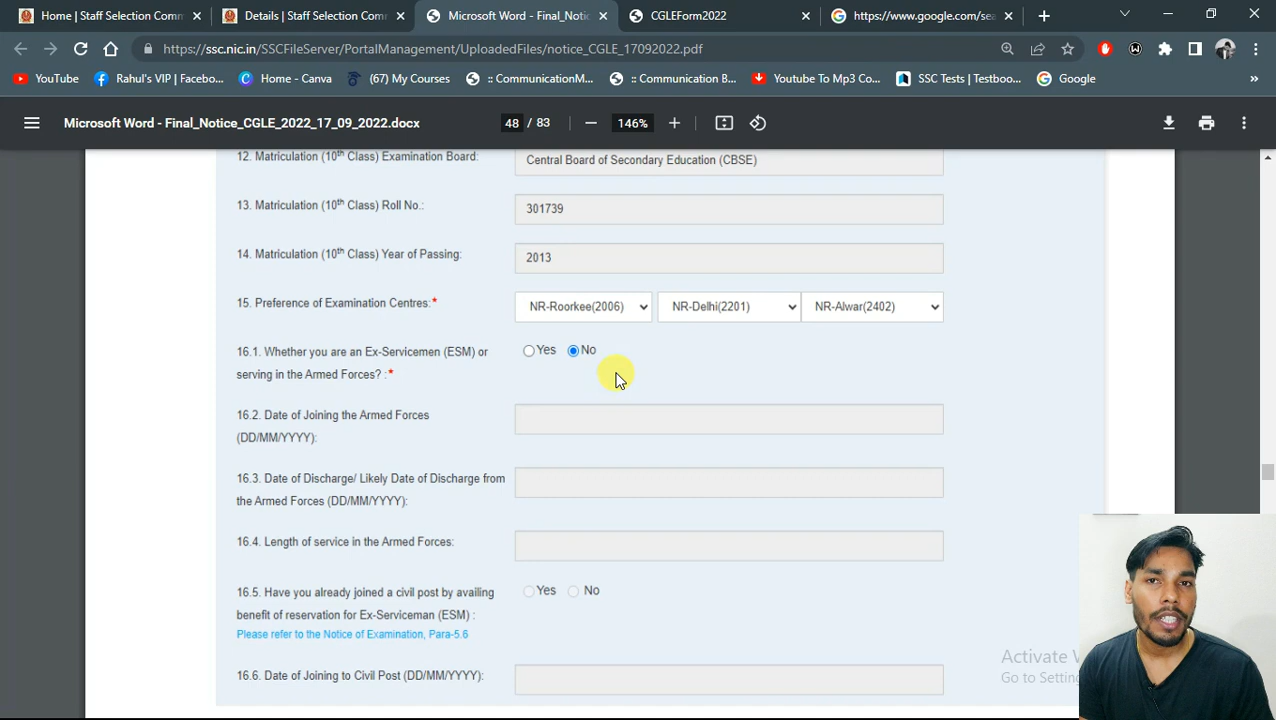 Home | Staff Selection Comm
Details | Staff Selection Comm
Microsoft Word - Final_Notic
CGLEForm2022
https://www.google.com/sea
https://ssc.nic.in/SSCFileServer/PortalManagement/UploadedFiles/notice_CGLE_17092022.pdf
YouTube
Rahul's VIP | Facebo...
Home - Canva
(67) My Courses
:: CommunicationM...
:: Communication B...
Youtube To Mp3 Co...
SSC Tests | Testboo...
Google
»
Microsoft Word - Final_Notice_CGLE_2022_17_09_2022.docx
48 / 83
146%
12. Matriculation (10th Class) Examination Board:
Central Board of Secondary Education (CBSE)
13. Matriculation (10th Class) Roll No.:
301739
14. Matriculation (10th Class) Year of Passing:
2013
15. Preference of Examination Centres:*
NR-Roorkee(2006)
NR-Delhi(2201)
NR-Alwar(2402)
16.1. Whether you are an Ex-Servicemen (ESM) or
serving in the Armed Forces? :*
Yes
No
16.2. Date of Joining the Armed Forces
(DD/MM/YYYY):
16.3. Date of Discharge/ Likely Date of Discharge from
the Armed Forces (DD/MM/YYYY):
16.4. Length of service in the Armed Forces:
16.5. Have you already joined a civil post by availing
benefit of reservation for Ex-Serviceman (ESM) :
Please refer to the Notice of Examination, Para-5.6
Yes
No
16.6. Date of Joining to Civil Post (DD/MM/YYYY):
Activate
Go to Settin